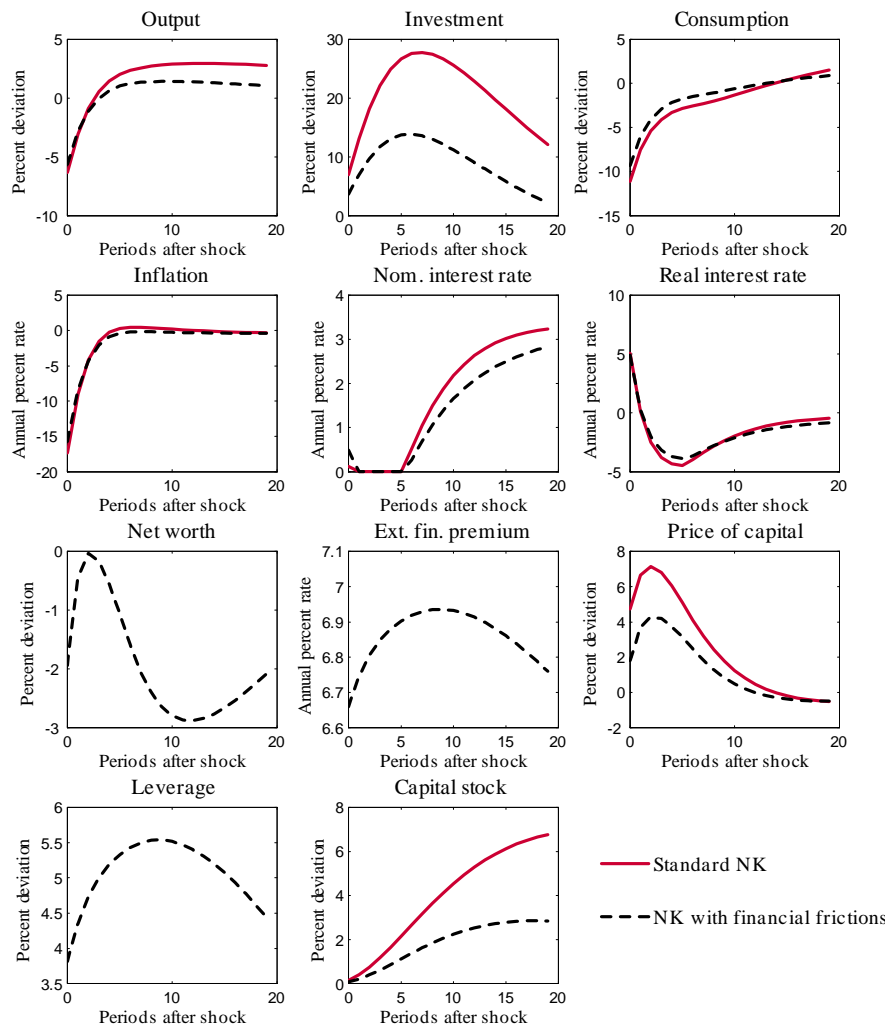 Output
Percent deviation
5
0
-5
-10
0
10
20
Periods after shock
Investment
Percent deviation
30
20
10
0
0
5
10
15
20
Periods after shock
Consumption
Percent deviation
5
0
-5
-10
-15
0
10
20
Periods after shock
Inflation
Annual percent rate
5
0
-5
-10
-15
-20
0
10
20
Periods after shock
Nom. interest rate
Annual percent rate
4
3
2
1
0
0
5
10
15
20
Periods after shock
Real interest rate
Annual percent rate
10
5
0
-5
0
10
20
Periods after shock
Net worth
Percent deviation
0
-1
-2
-3
0
10
20
Periods after shock
Ext. fin. premium
Annual percent rate
7.1
7
6.9
6.8
6.7
6.6
0
5
10
15
20
Periods after shock
Price of capital
Percent deviation
8
6
4
2
0
-2
0
10
20
Periods after shock
Leverage
Percent deviation
6
5.5
5
4.5
4
3.5
0
10
20
Periods after shock
Capital stock
Percent deviation
8
6
4
2
0
0
5
10
15
20
Periods after shock
Standard NK
NK with financial frictions